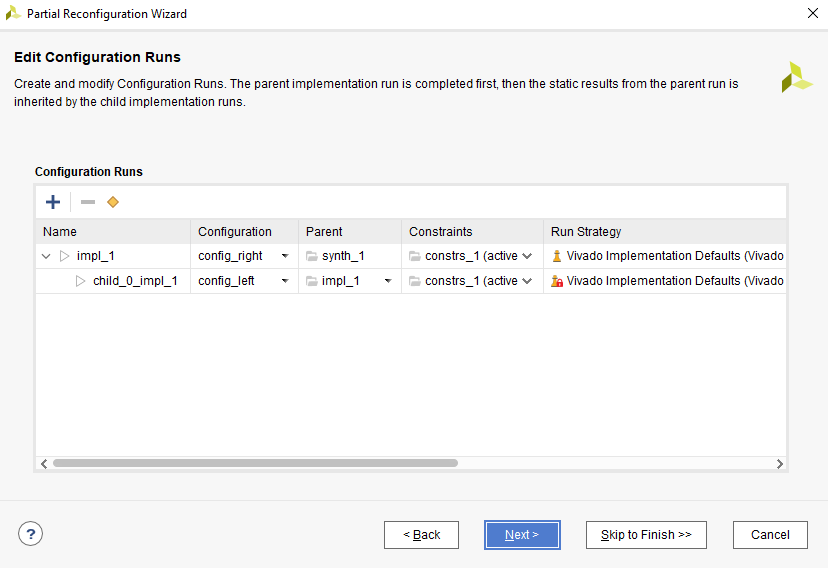 Partial Reconfiguration Wizard
Edit Configuration Runs
Create and modify Configuration Runs. The parent implementation run is completed first, then the static results from the parent run is
inherited by the child implementation runs.
Configuration Runs
Name Configuration Parent Constraints Run Strategy
impl_1 config_right synth_1 constrs_1 (active Vivado Implementation Defaults (Vivado
child_0_impl_1 config_left impl_1 constrs_1 (active Vivado Implementation Defaults (Vivado
? < Back Next > Skip to Finish >> Cancel